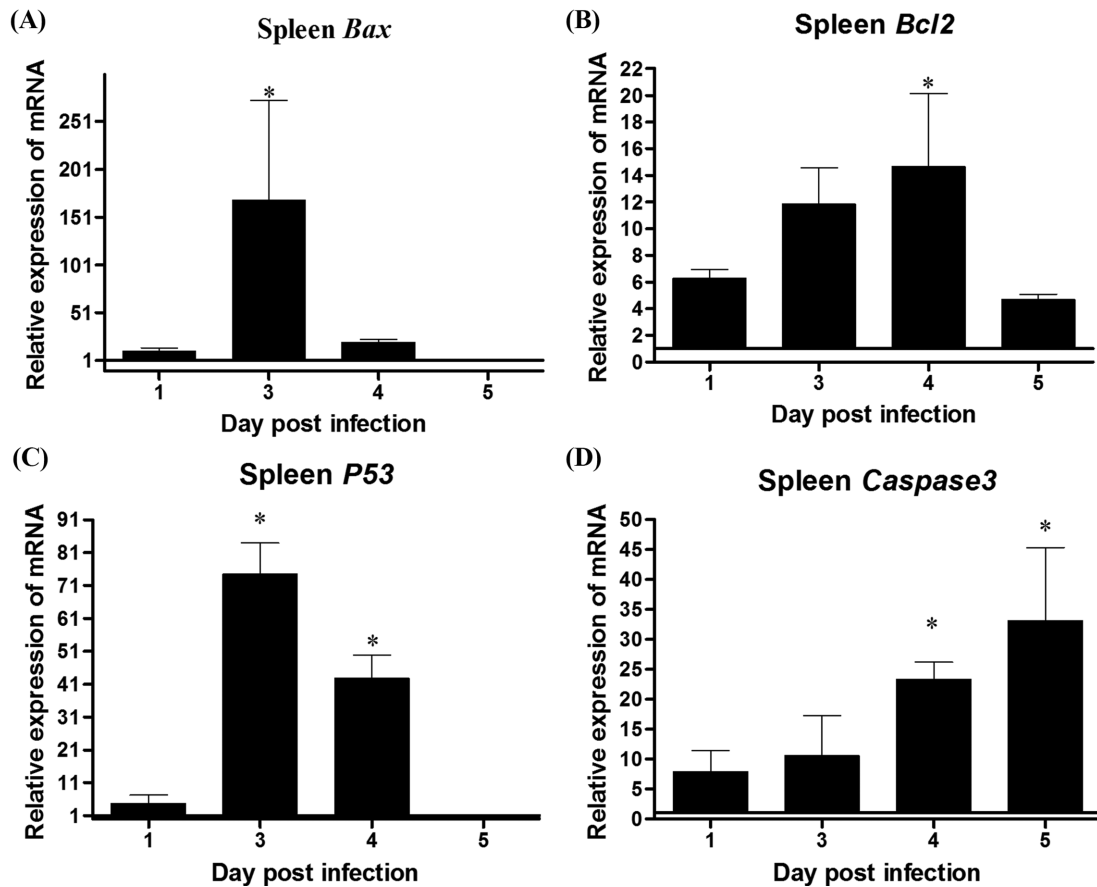 (A)
Spleen Bax
Relative expression of mRNA
251
201
151
101
51
1
*
1 3 4 5
Day post infection
(B)
Spleen Bcl2
Relative expression of mRNA
22
20
18
16
14
12
10
8
6
4
2
0
*
1 3 4 5
Day post infection
(C)
Spleen P53
Relative expression of mRNA
91
81
71
61
51
41
31
21
11
1
*
*
1 3 4 5
Day post infection
(D)
Spleen Caspase3
Relative expression of mRNA
50
45
40
35
30
25
20
15
10
5
0
*
*
1 3 4 5
Day post infection